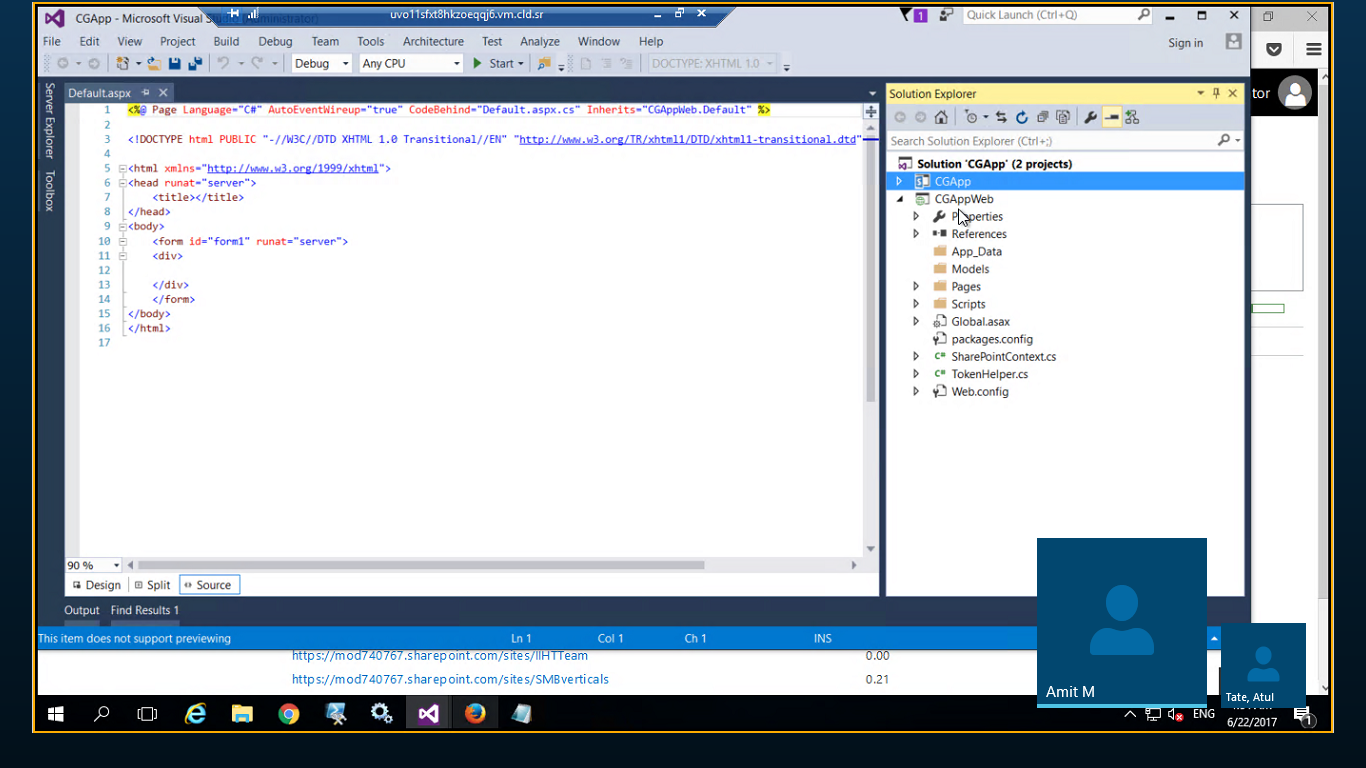 CGApp - Microsoft Visual Studio (Administrator)
uvo11sfxt8hkzoeqqj6.vm.cld.sr
1
Quick Launch (Ctrl+Q)
File Edit View Project Build Debug Team Tools Architecture Test Analyze Window Help
Sign in
Debug Any CPU Start DOCTYPE: XHTML 1.0
tor
Server Explorer
Toolbox
Default.aspx
1 <%@ Page Language="C#" AutoEventWireup="true" CodeBehind="Default.aspx.cs" Inherits="CGAppWeb.Default" %>
2
3 <!DOCTYPE html PUBLIC "-//W3C//DTD XHTML 1.0 Transitional//EN" "http://www.w3.org/TR/xhtml1/DTD/xhtml1-transitional.dtd"
4
5 <html xmlns="http://www.w3.org/1999/xhtml">
6 <head runat="server">
7 <title></title>
8 </head>
9 <body>
10 <form id="form1" runat="server">
11 <div>
12
13 </div>
14 </form>
15 </body>
16 </html>
17
90 %
Design Split Source
Output Find Results 1
Solution Explorer
Search Solution Explorer (Ctrl+;)
Solution 'CGApp' (2 projects)
CGApp
CGAppWeb
Properties
References
App_Data
Models
Pages
Scripts
Global.asax
packages.config
SharePointContext.cs
TokenHelper.cs
Web.config
This item does not support previewing Ln 1 Col 1 Ch 1 INS
https://mod740767.sharepoint.com/sites/IIHTTeam 0.00
https://mod740767.sharepoint.com/sites/SMBverticals 0.21
Amit M
Tate, Atul
ENG
6/22/2017
1